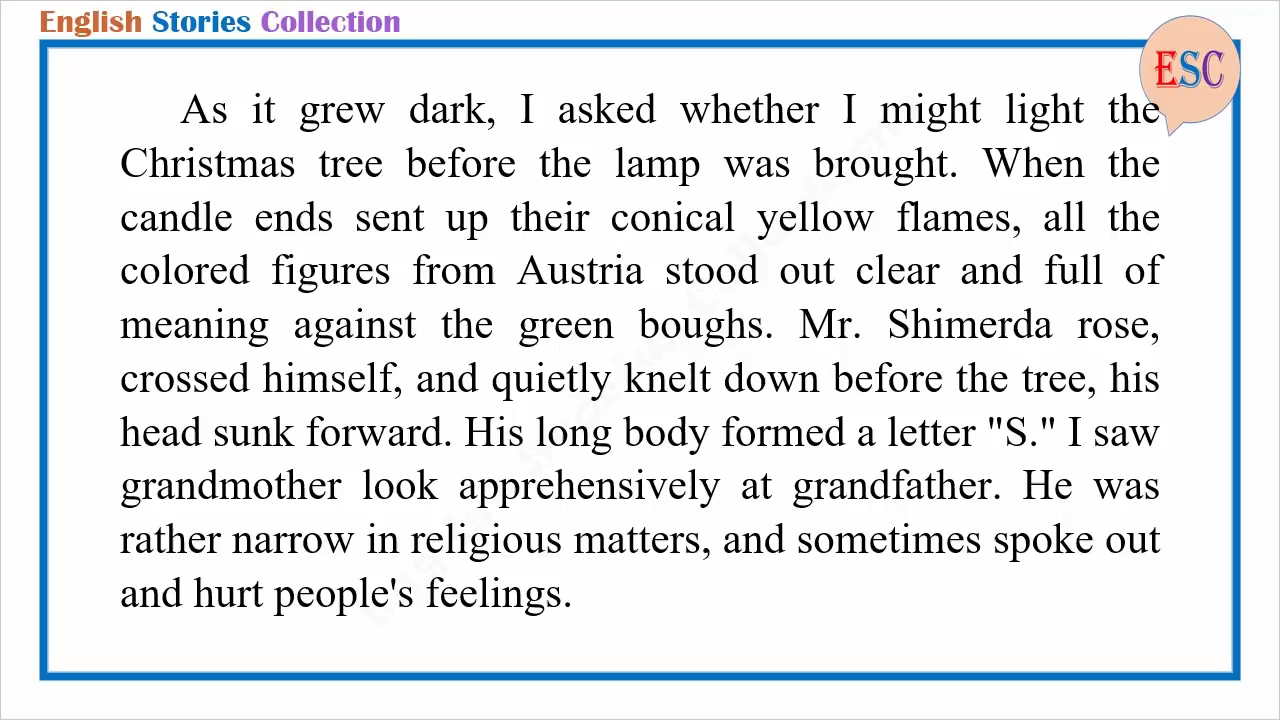 English Stories Collection
ESC
As it grew dark, I asked whether I might light the
Christmas tree before the lamp was brought. When the
candle ends sent up their conical yellow flames, all the
colored figures from Austria stood out clear and full of
meaning against the green boughs. Mr. Shimerda rose,
crossed himself, and quietly knelt down before the tree, his
head sunk forward. His long body formed a letter "S." I saw
grandmother look apprehensively at grandfather. He was
rather narrow in religious matters, and sometimes spoke out
and hurt people's feelings.